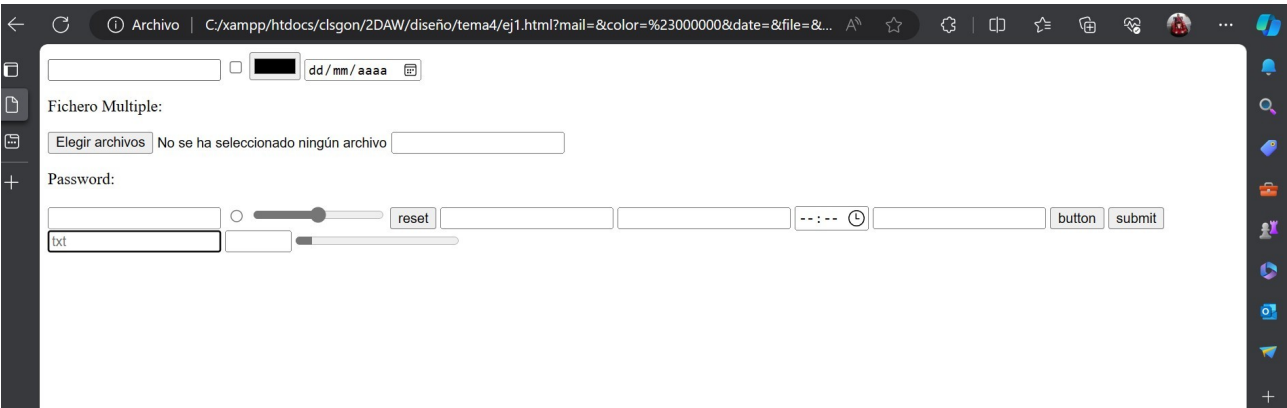 Archivo | C:/xampp/htdocs/clsgon/2DAW/diseño/tema4/ej1.html?mail=&color=%23000000&date=&file=&...
dd/mm/aaaa
Fichero Multiple:
Elegir archivos No se ha seleccionado ningún archivo
Password:
reset --:-- button submit
txt